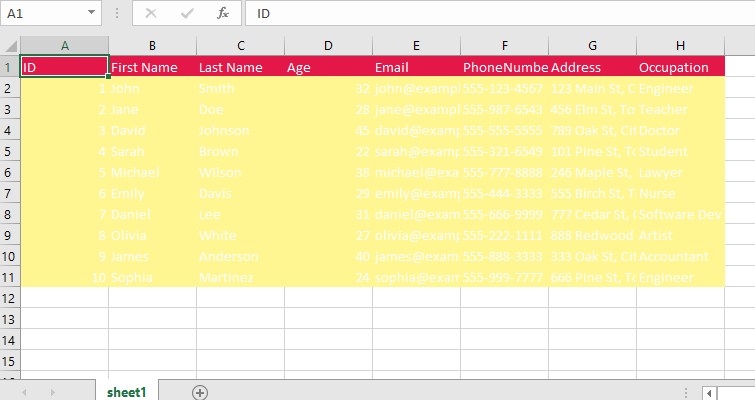 A1 fx ID
A B C D E F G H
1 ID First Name Last Name Age Email PhoneNumbe Address Occupation
2 1 John Smith 32 john@exampl 555-123-4567 123 Main St, C Engineer
3 2 Jane Doe 28 jane@exampl 555-987-6543 456 Elm St, To Teacher
4 3 David Johnson 45 david@examp 555-555-5555 789 Oak St, Cit Doctor
5 4 Sarah Brown 22 sarah@examp 555-321-6549 101 Pine St, To Student
6 5 Michael Wilson 38 michael@exa 555-777-8888 246 Maple St, Lawyer
7 6 Emily Davis 29 emily@examp 555-444-3333 555 Birch St, T Nurse
8 7 Daniel Lee 31 daniel@exam 555-666-9999 777 Cedar St, Software Dev
9 8 Olivia White 27 olivia@examp 555-222-1111 888 Redwood Artist
10 9 James Anderson 40 james@exam 555-888-3333 333 Oak St, Cit Accountant
11 10 Sophia Martinez 24 sophia@exam 555-999-7777 666 Pine St, To Engineer
12
13
14
15
sheet1